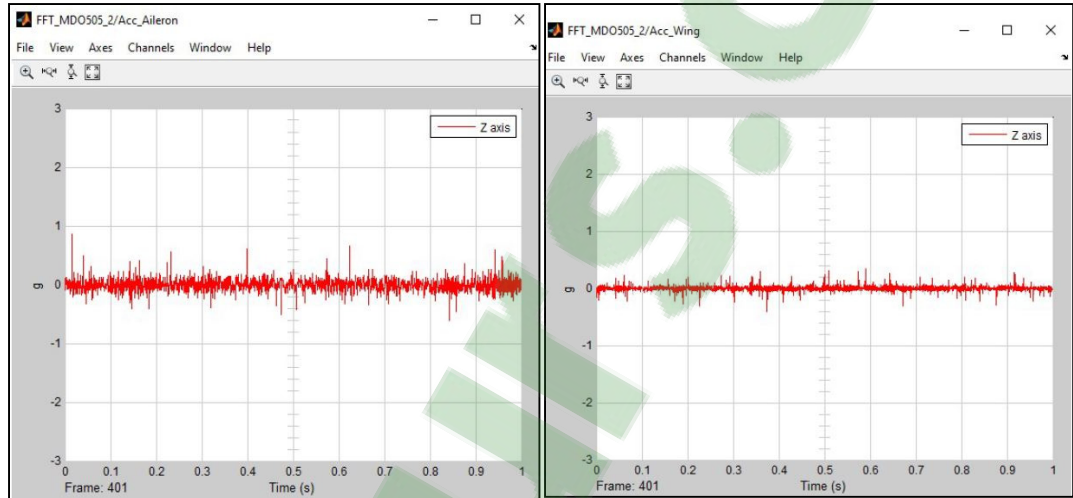 FFT_MDO505_2/Acc_Aileron
File View Axes Channels Window Help
3
2
1
0
-1
-2
-3
g
Z axis
0 0.1 0.2 0.3 0.4 0.5 0.6 0.7 0.8 0.9 1
Frame: 401 Time (s)
FFT_MDO505_2/Acc_Wing
File View Axes Channels Window Help
3
2
1
0
-1
-2
-3
g
Z axis
0 0.1 0.2 0.3 0.4 0.5 0.6 0.7 0.8 0.9 1
Frame: 401 Time (s)